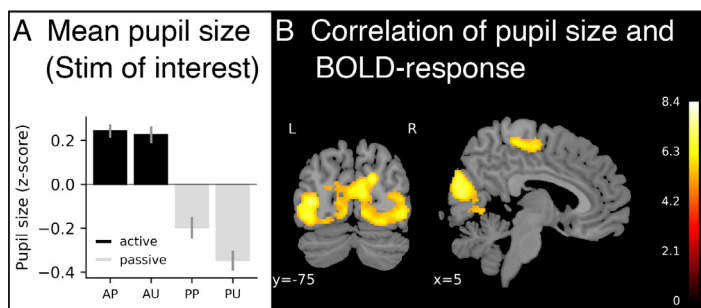 A Mean pupil size
(Stim of interest)
Pupil size (z-score)
0.2
0.0
−0.2
−0.4
active
passive
AP AU PP PU
B Correlation of pupil size and
BOLD-response
L R
y=-75 x=5
8.4
6.3
4.2
2.1
0